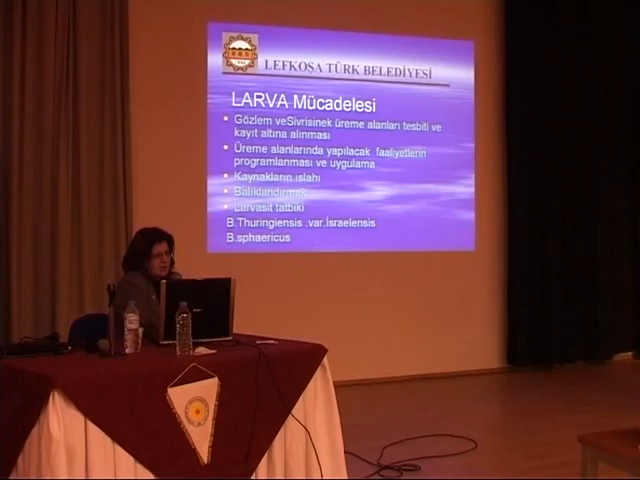 LEFKOŞA TÜRK BELEDİYESİ
LARVA Mücadelesi
Gözlem veSivrisinek üreme alanları tesbiti ve
kayıt altına alınması
Üreme alanlarında yapılacak faaliyetlerin
programlanması ve uygulama
Kaynakların ıslahı
Balıklandırmak
Larvasit tatbiki
B.Thuringiensis .var.İsraelensis
B.sphaericus